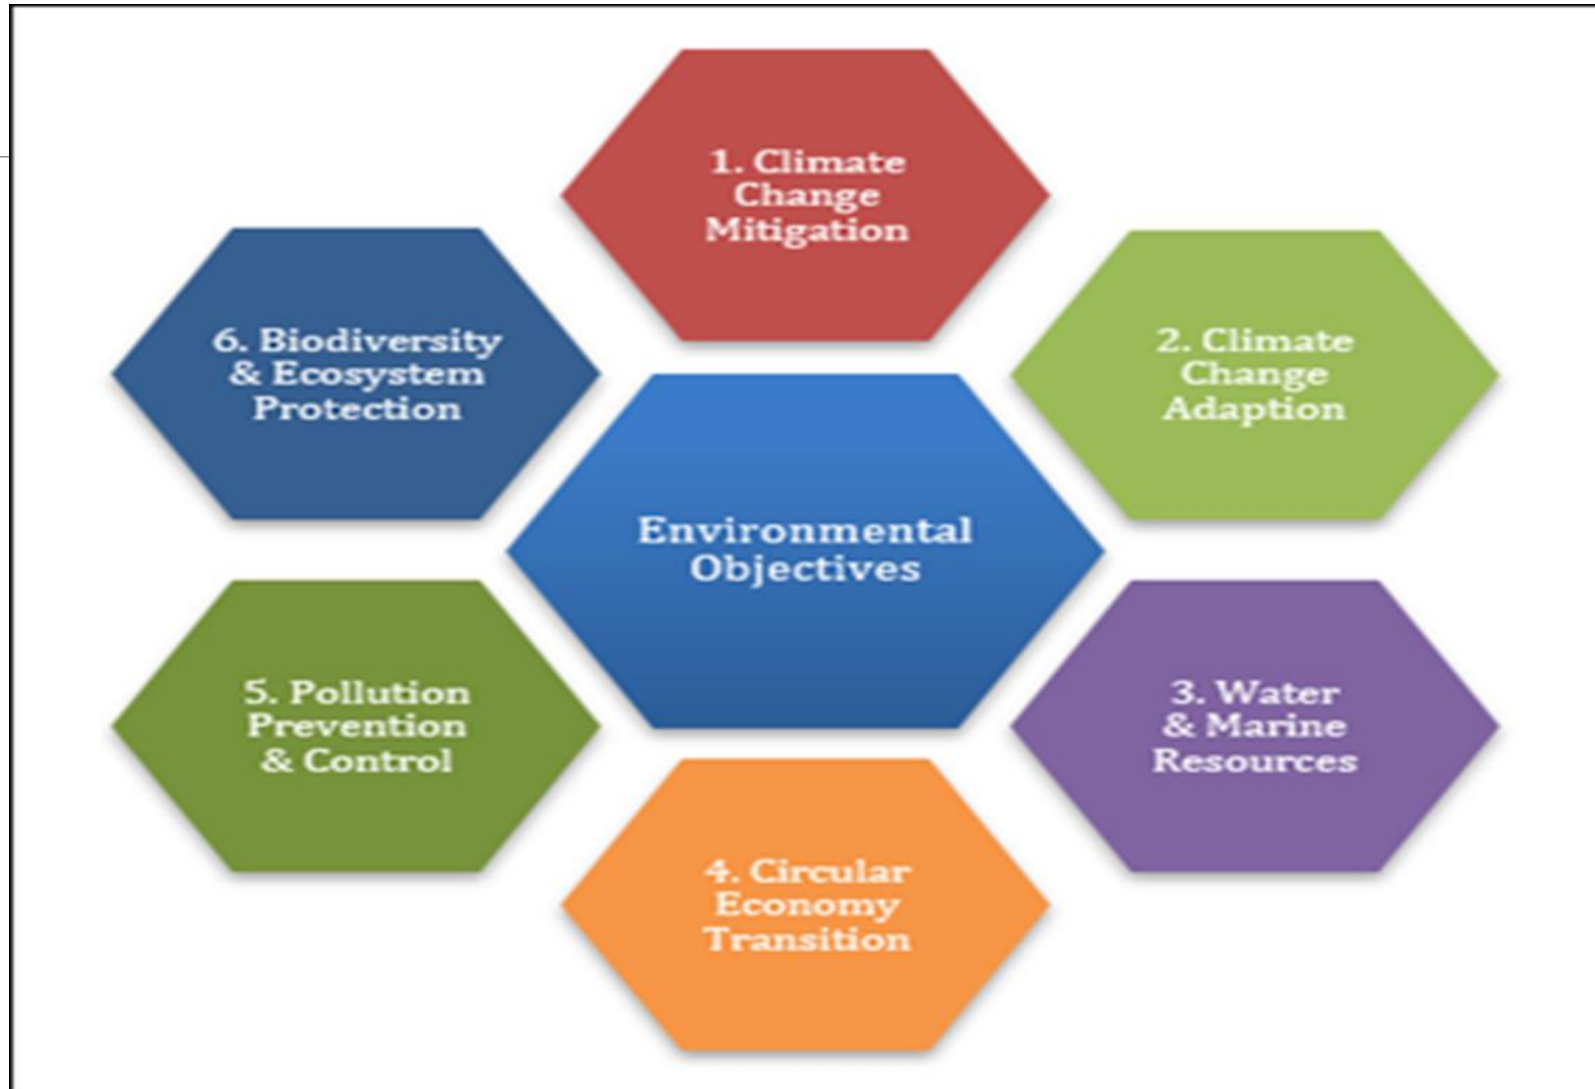 1. Climate
Change
Mitigation
2. Climate
Change
Adaption
3. Water
& Marine
Resources
4. Circular
Economy
Transition
5. Pollution
Prevention
& Control
6. Biodiversity
& Ecosystem
Protection
Environmental
Objectives